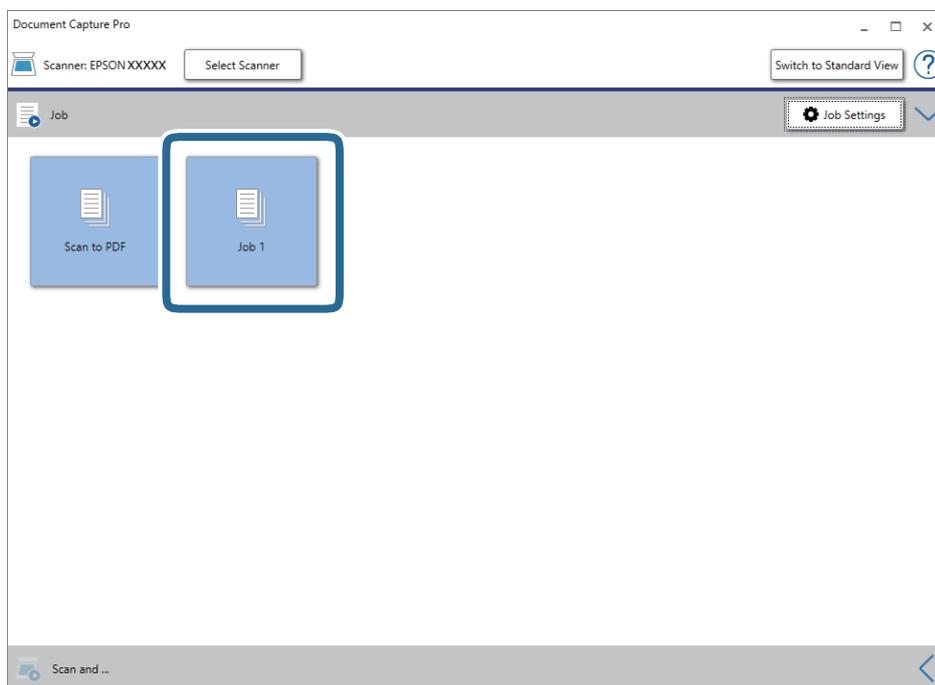 Document Capture Pro
Scanner: EPSON XXXXX Select Scanner Switch to Standard View ?
Job Job Settings
Scan to PDF Job 1
Scan and ...